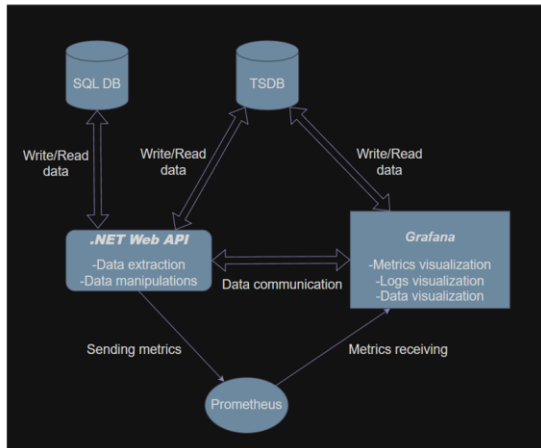 SQL DB
TSDB
Write/Read
data
Write/Read
data
Write/Read
data
.NET Web API
-Data extraction
-Data manipulations
Data communication
Grafana
-Metrics visualization
-Logs visualization
-Data visualization
Sending metrics
Metrics receiving
Prometheus